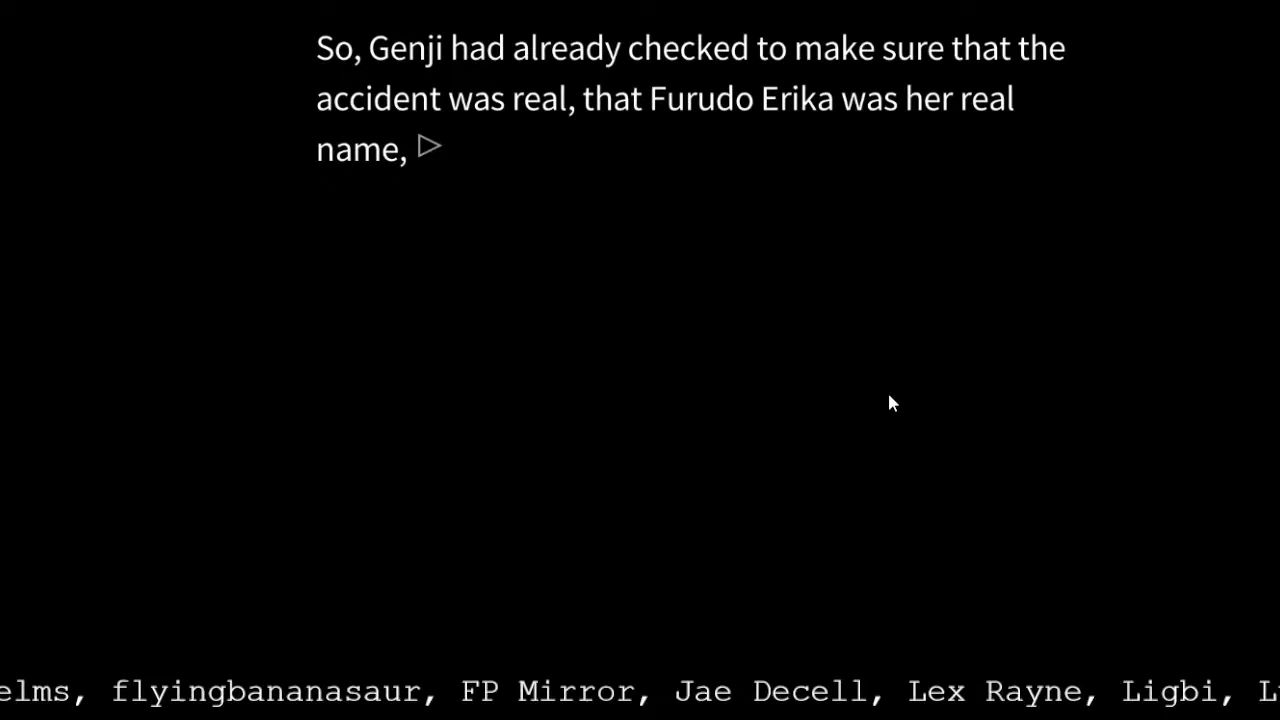 So, Genji had already checked to make sure that the
accident was real, that Furudo Erika was her real
name,
elms, flyingbananasaur, FP Mirror, Jae Decell, Lex Rayne, Ligbi, L